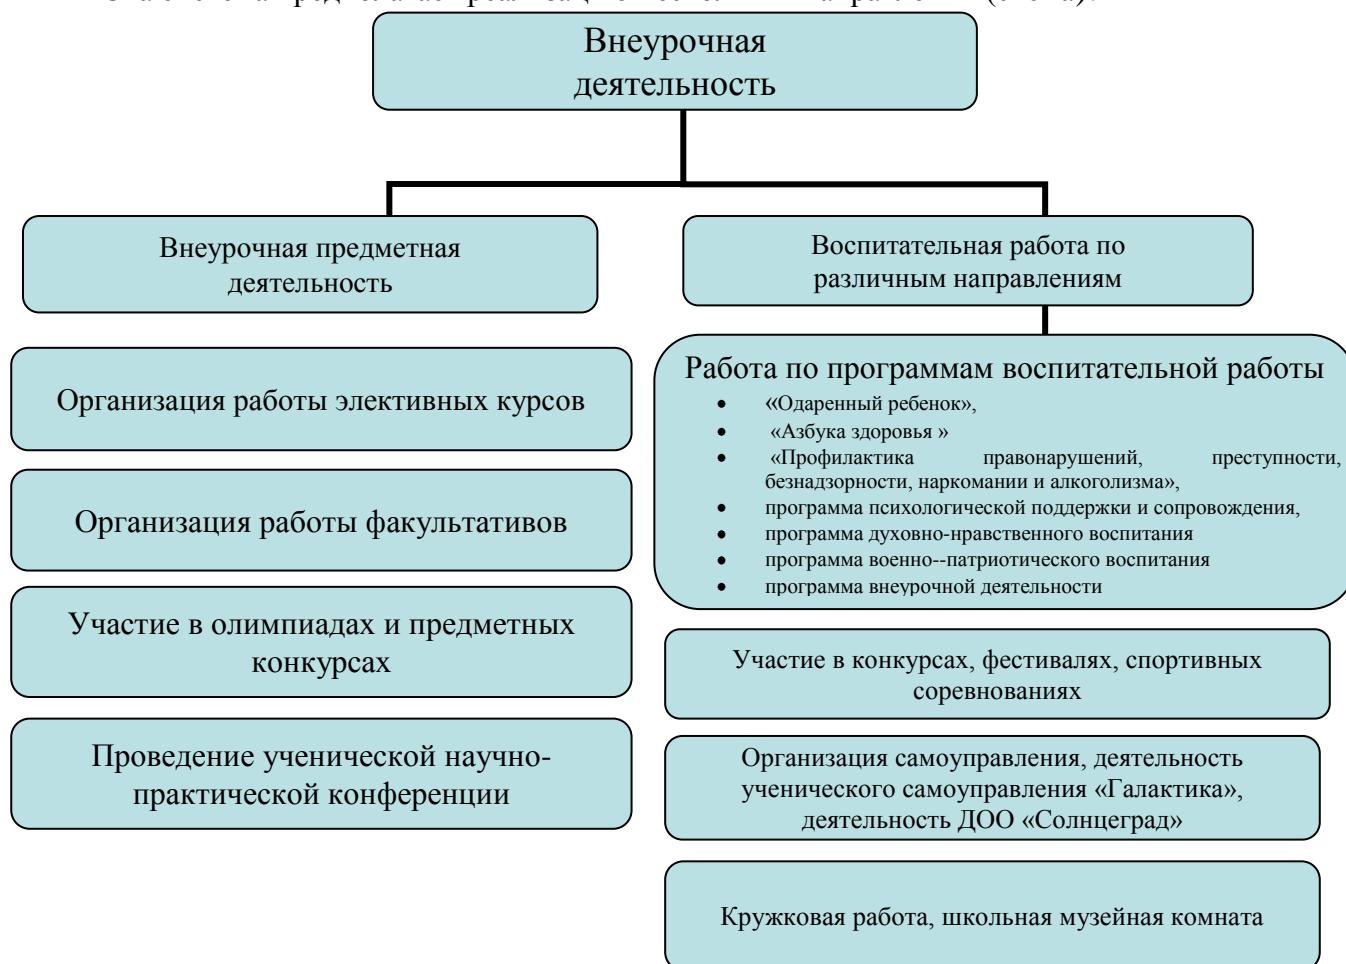 Внеурочная
деятельность
Внеурочная предметная
деятельность
Организация работы элективных курсов
Организация работы факультативов
Участие в олимпиадах и предметных
конкурсах
Проведение ученической научно-
практической конференции
Воспитательная работа по
различным направлениям
Работа по программам воспитательной работы
• «Одаренный ребенок»,
• «Азбука здоровья »
• «Профилактика правонарушений, преступности,
безнадзорности, наркомании и алкоголизма»,
• программа психологической поддержки и сопровождения,
• программа духовно-нравственного воспитания
• программа военно--патриотического воспитания
• программа внеурочной деятельности
Участие в конкурсах, фестивалях, спортивных
соревнованиях
Организация самоуправления, деятельность
ученического самоуправления «Галактика»,
деятельность ДОО «Солнцеград»
Кружковая работа, школьная музейная комната